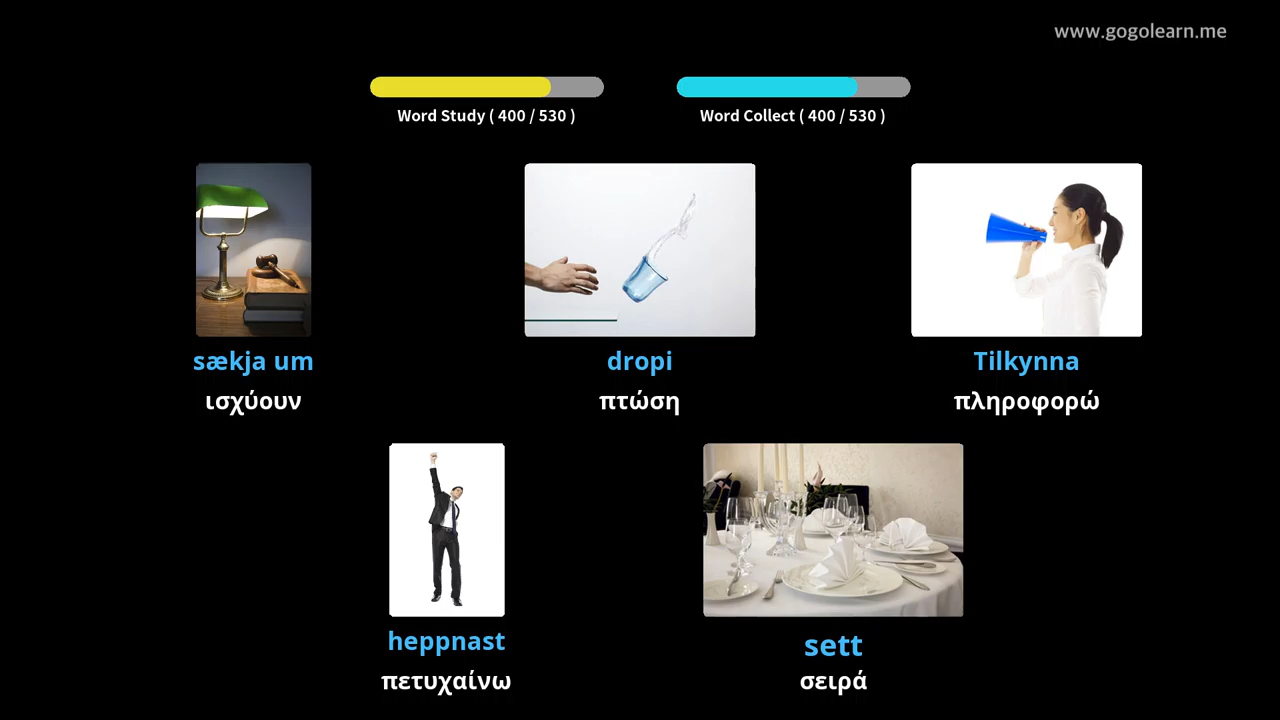 www.gogolearn.me
Word Study ( 400 / 530 )
Word Collect ( 400 / 530 )
sækja um
dropi
Tilkynna
ισχύουν
πτώση
πληροφορώ
heppnast
sett
πετυχαίνω
σειρά